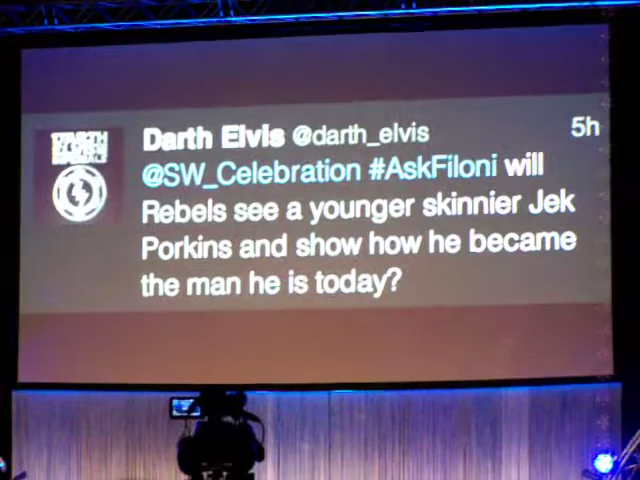 Darth Elvis @darth_elvis 5h
@SW_Celebration #AskFiloni will
Rebels see a younger skinnier Jek
Porkins and show how he became
the man he is today?